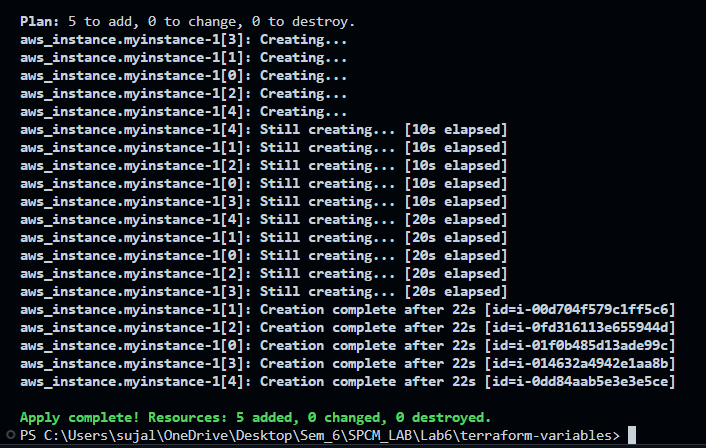 Plan: 5 to add, 0 to change, 0 to destroy.
aws_instance.myinstance-1[3]: Creating...
aws_instance.myinstance-1[1]: Creating...
aws_instance.myinstance-1[0]: Creating...
aws_instance.myinstance-1[2]: Creating...
aws_instance.myinstance-1[4]: Creating...
aws_instance.myinstance-1[4]: Still creating... [10s elapsed]
aws_instance.myinstance-1[1]: Still creating... [10s elapsed]
aws_instance.myinstance-1[2]: Still creating... [10s elapsed]
aws_instance.myinstance-1[0]: Still creating... [10s elapsed]
aws_instance.myinstance-1[3]: Still creating... [10s elapsed]
aws_instance.myinstance-1[4]: Still creating... [20s elapsed]
aws_instance.myinstance-1[1]: Still creating... [20s elapsed]
aws_instance.myinstance-1[0]: Still creating... [20s elapsed]
aws_instance.myinstance-1[2]: Still creating... [20s elapsed]
aws_instance.myinstance-1[3]: Still creating... [20s elapsed]
aws_instance.myinstance-1[1]: Creation complete after 22s [id=i-00d704f579c1ff5c6]
aws_instance.myinstance-1[2]: Creation complete after 22s [id=i-0fd316113e655944d]
aws_instance.myinstance-1[0]: Creation complete after 22s [id=i-01f0b485d13ade99c]
aws_instance.myinstance-1[3]: Creation complete after 22s [id=i-014632a4942e1aa8b]
aws_instance.myinstance-1[4]: Creation complete after 22s [id=i-0dd84aab5e3e3e5ce]
Apply complete! Resources: 5 added, 0 changed, 0 destroyed.
PS C:\Users\sujal\OneDrive\Desktop\Sem_6\SPCM_LAB\Lab6\terraform-variables>